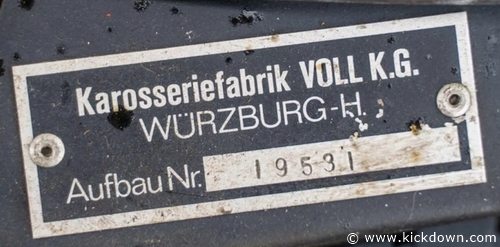 Karosseriefabrik VOLL K.G.
WÜRZBURG-H.
Aufbau Nr. 19531
© www.kickdown.com